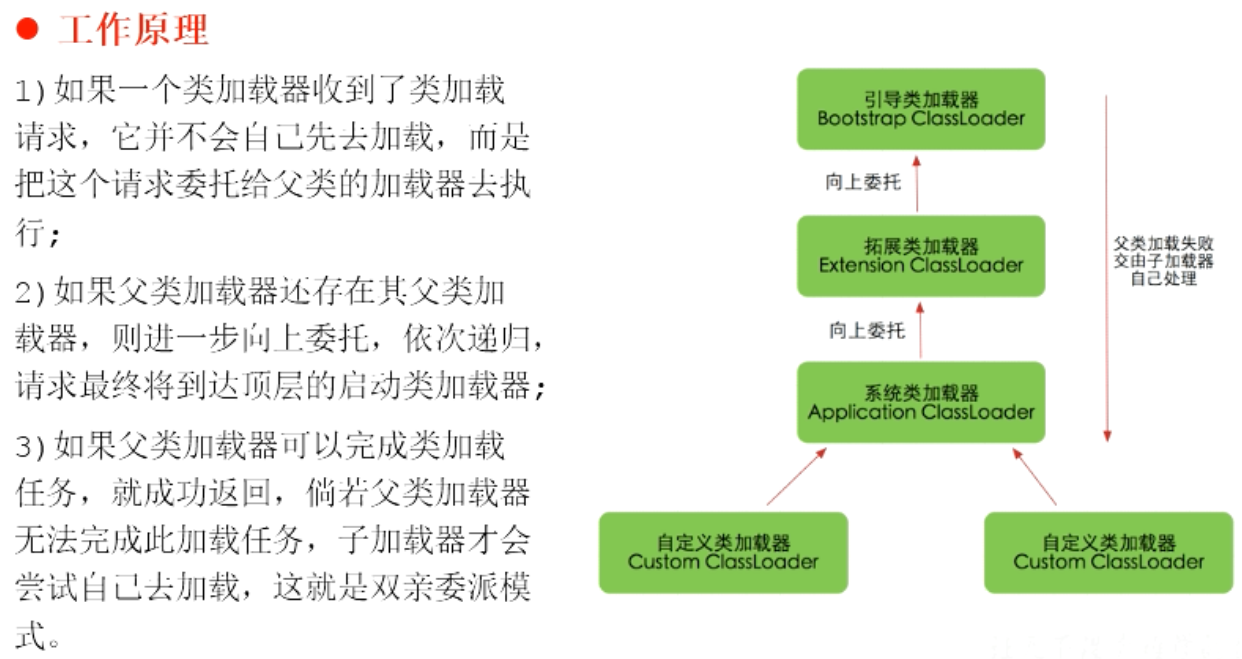 ● 工作原理
1)如果一个类加载器收到了类加载
请求，它并不会自己先去加载，而是
把这个请求委托给父类的加载器去执
行;
2)如果父类加载器还存在其父类加
载器，则进一步向上委托，依次递归，
请求最终将到达顶层的启动类加载器;
3)如果父类加载器可以完成类加载
任务，就成功返回，倘若父类加载器
无法完成此加载任务，子加载器才会
尝试自己去加载，这就是双亲委派模
式。
引导类加载器
Bootstrap ClassLoader
向上委托
拓展类加载器
Extension ClassLoader
父类加载失败
交由子加载器
自己处理
向上委托
系统类加载器
Application ClassLoader
自定义类加载器
Custom ClassLoader
自定义类加载器
Custom ClassLoader